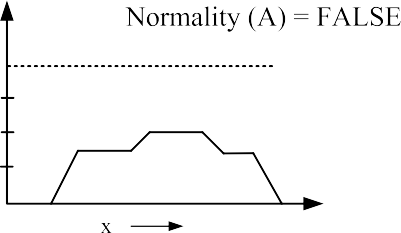 Normality (A) = FALSE
x